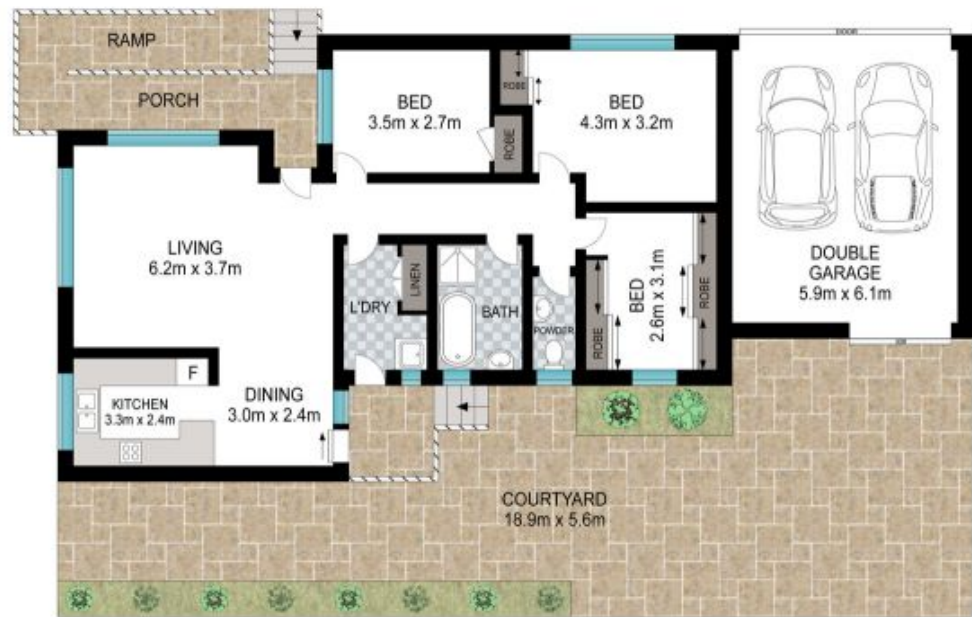 RAMP
PORCH
BED
3.5m x 2.7m
ROBE
ROBE
BED
4.3m x 3.2m
DOOR
LIVING
6.2m x 3.7m
L'DRY
LINEN
BATH
POWDER
BED
2.6m x 3.1m
ROBE
ROBE
DOUBLE
GARAGE
5.9m x 6.1m
F
KITCHEN
3.3m x 2.4m
DINING
3.0m x 2.4m
COURTYARD
18.9m x 5.6m